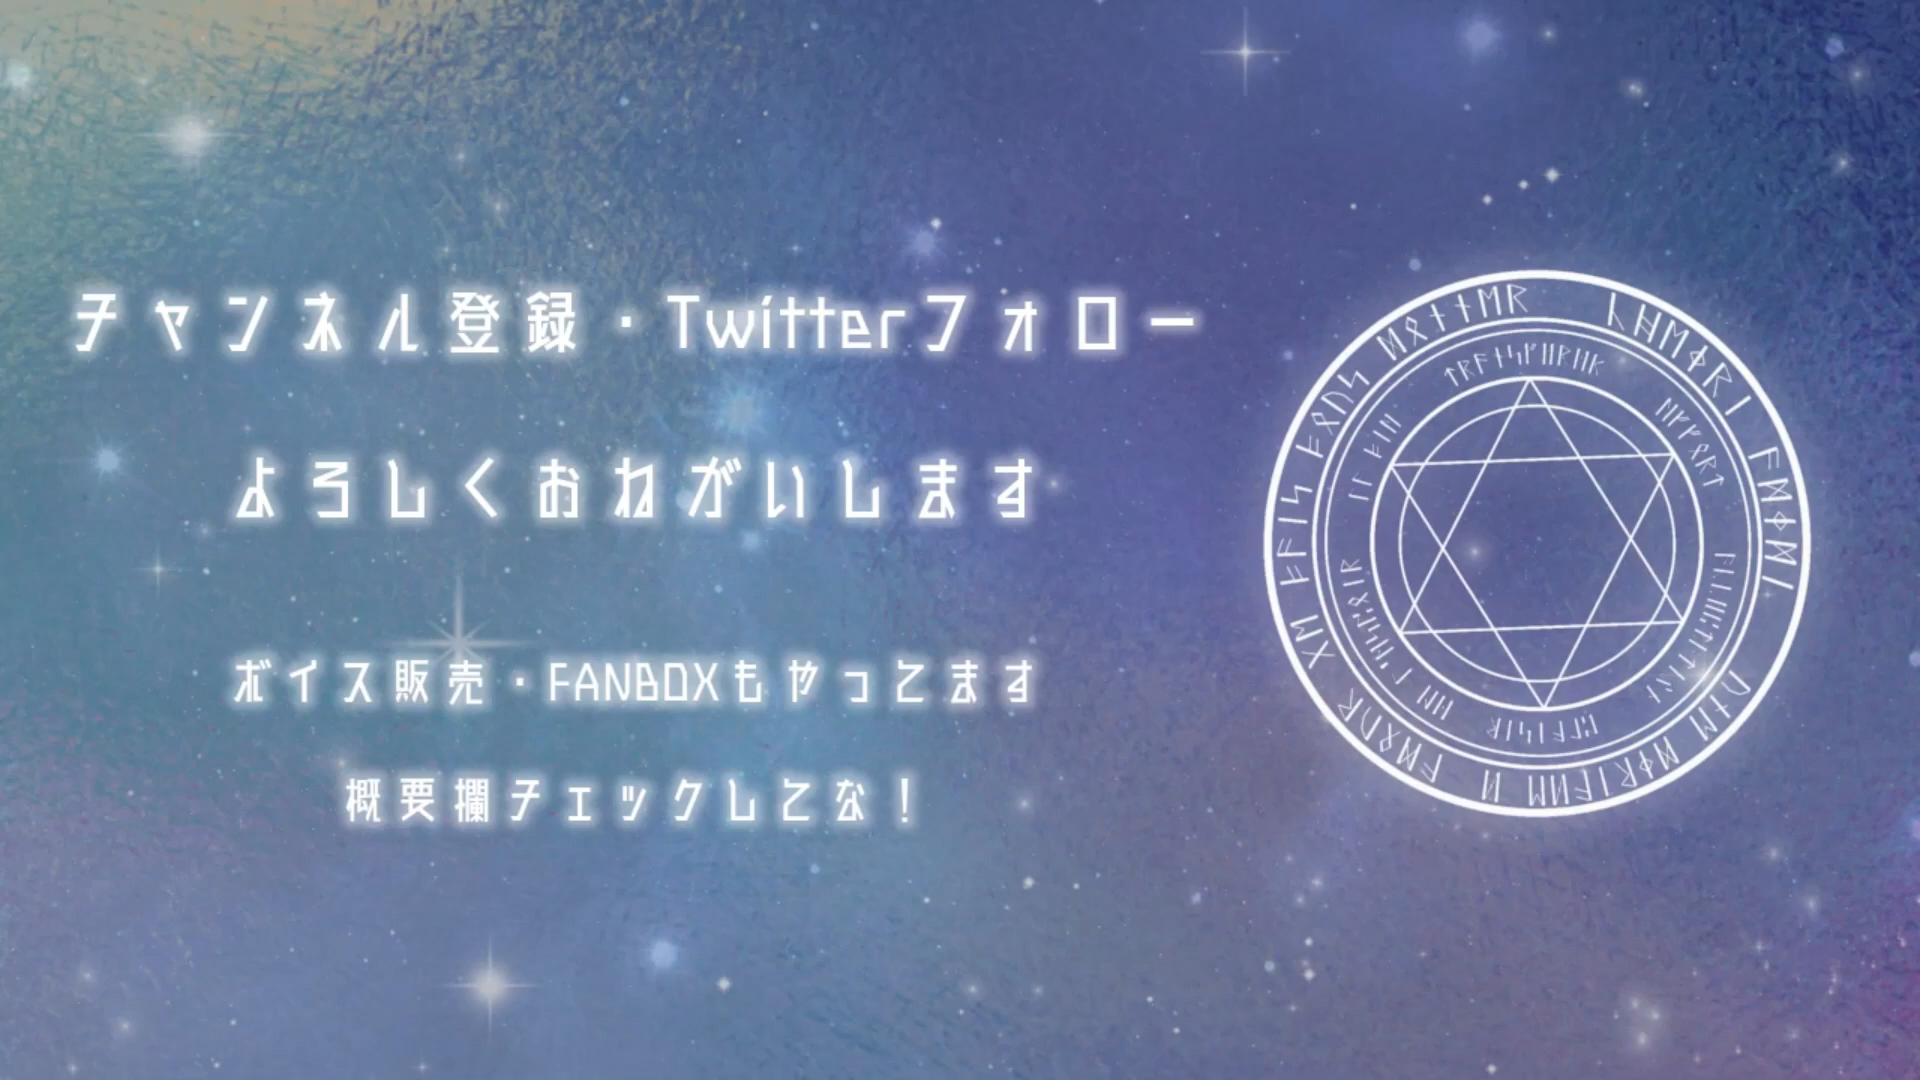 チャンネル登録・Twitterフォロー
よろしくおねがいします
ボイス販売・FANBOXもやってます
概要欄チェックしてな！